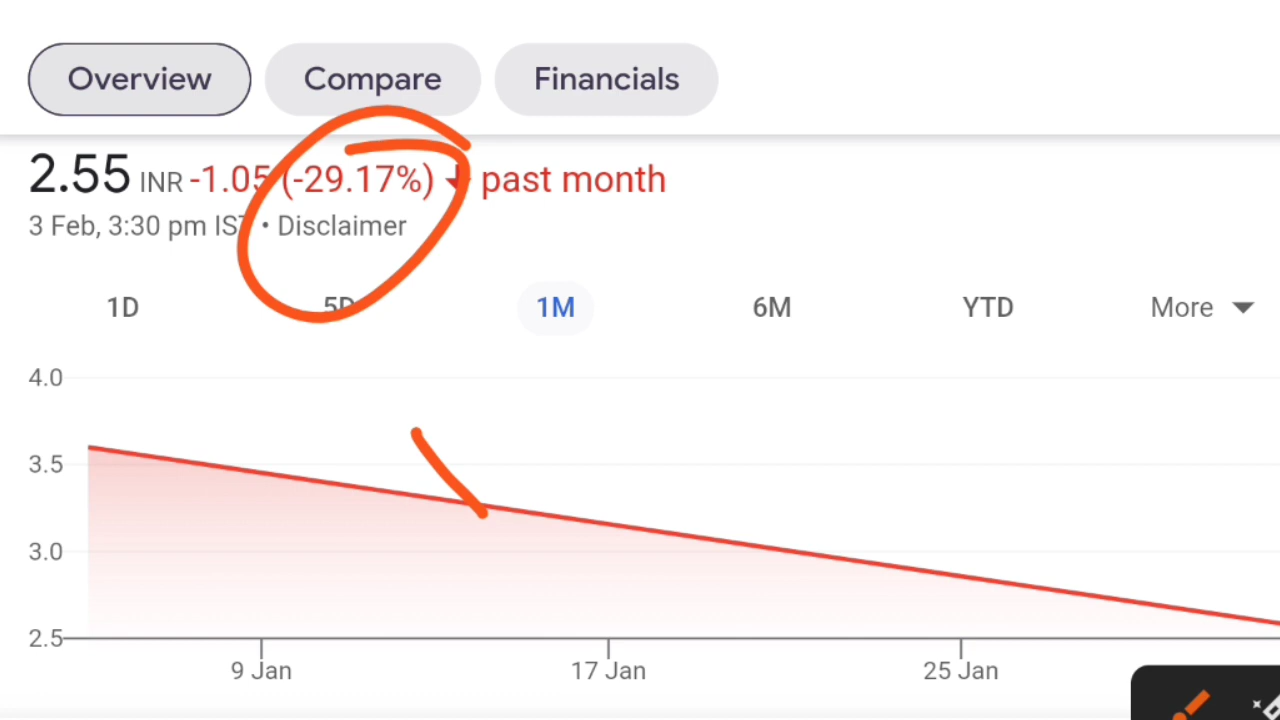 Overview Compare Financials
2.55 INR -1.05 (-29.17%) past month
3 Feb, 3:30 pm IST • Disclaimer
1D 5D 1M 6M YTD More
4.0
3.5
3.0
2.5
9 Jan 17 Jan 25 Jan